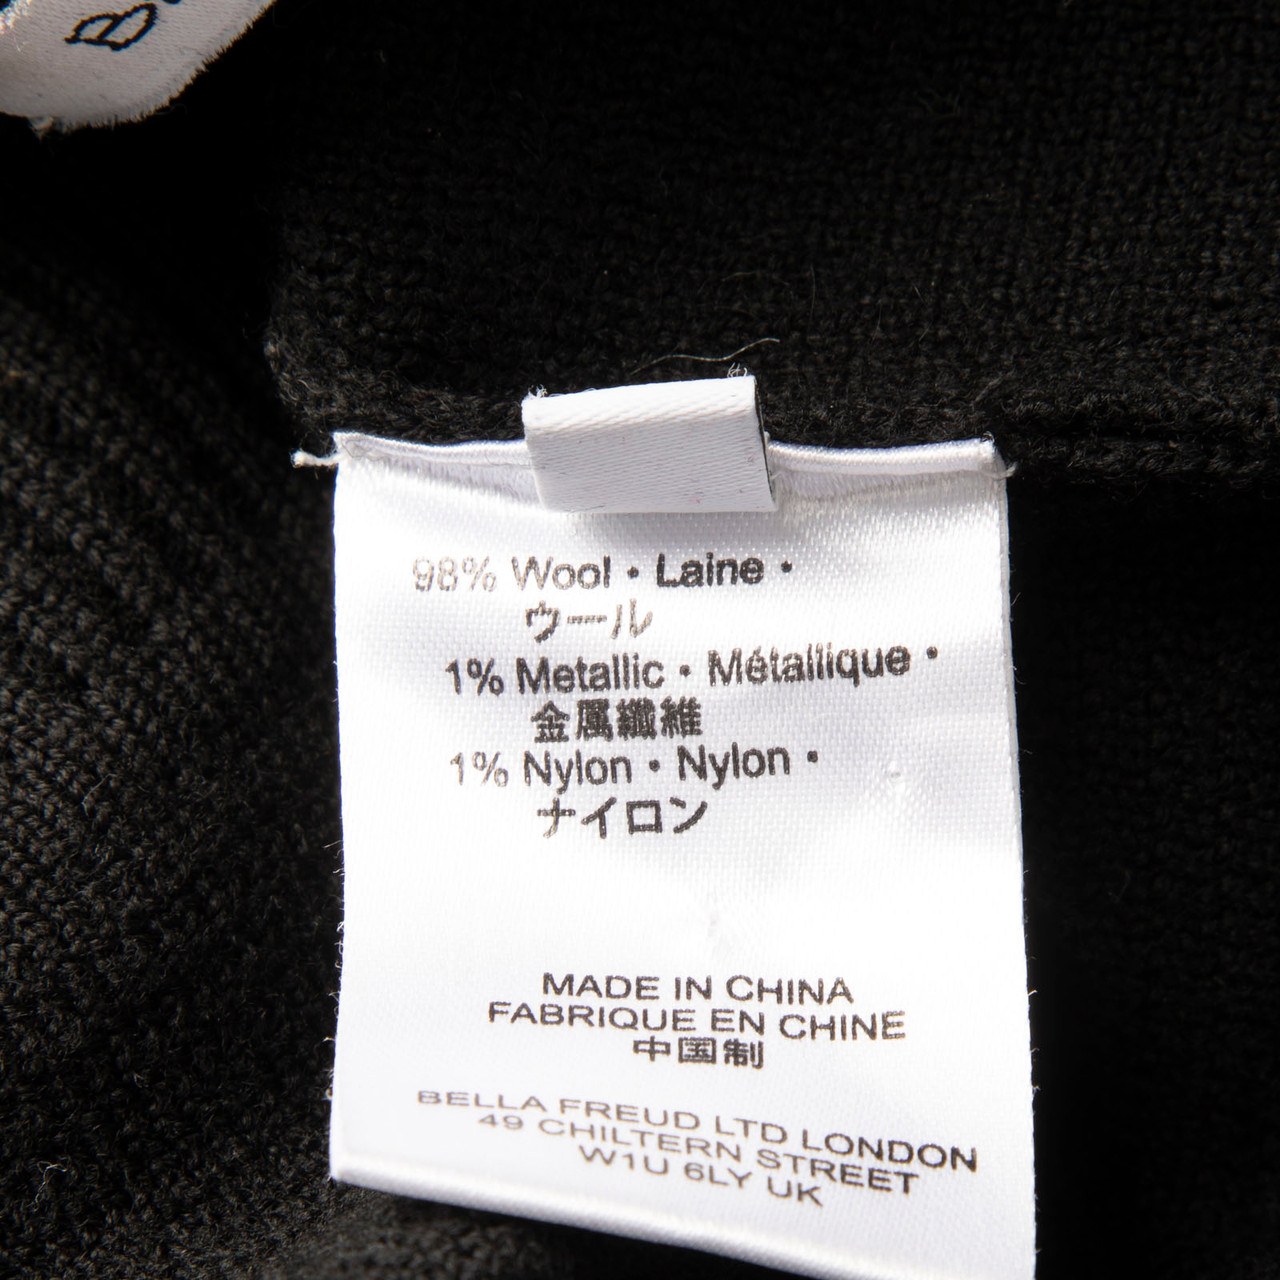 98% Wool • Laine •
ウール
1% Metallic • Métallique •
金属纖維
1% Nylon • Nylon •
ナイロン
MADE IN CHINA
FABRIQUE EN CHINE
中国制
BELLA FREUD LTD LONDON
49 CHILTERN STREET
W1U 6LY UK